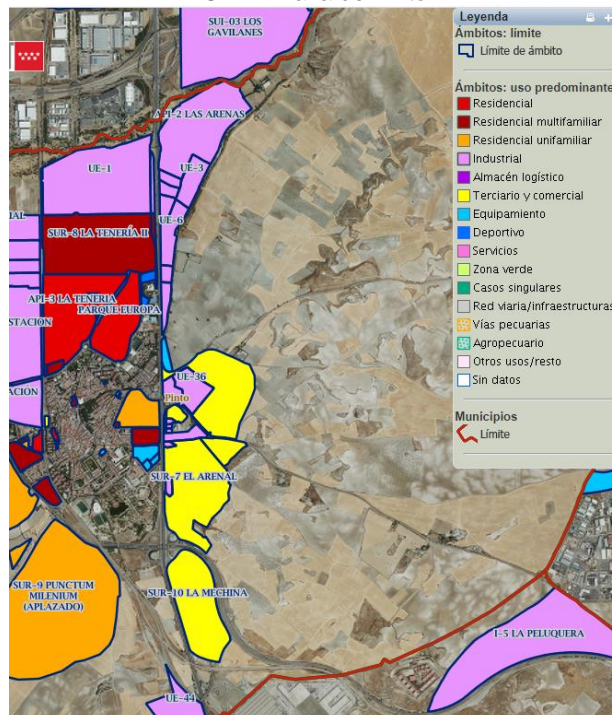 SUI-03 LOS
GAVILANES
API-2 LAS ARENAS
UE-3
UE-1
UE-6
SUR-8 LA TENERÍA II
API-3 LA TENERIA
PARQUE EUROPA
STACION
UE-36
ACION
Pinto
SUR-7 EL ARENAL
SUR-9 PUNCTUM
MILENIUM
(APLAZADO)
SUR-10 LA MECHINA
I-5 LA PELUQUERA
UE-44
Leyenda
Ámbitos: límite
Límite de ámbito
Ámbitos: uso predominante
Residencial
Residencial multifamiliar
Residencial unifamiliar
Industrial
Almacén logístico
Terciario y comercial
Equipamiento
Deportivo
Servicios
Zona verde
Casos singulares
Red viaria/infraestructuras
Vías pecuarias
Agropecuario
Otros usos/resto
Sin datos
Municipios
Límite